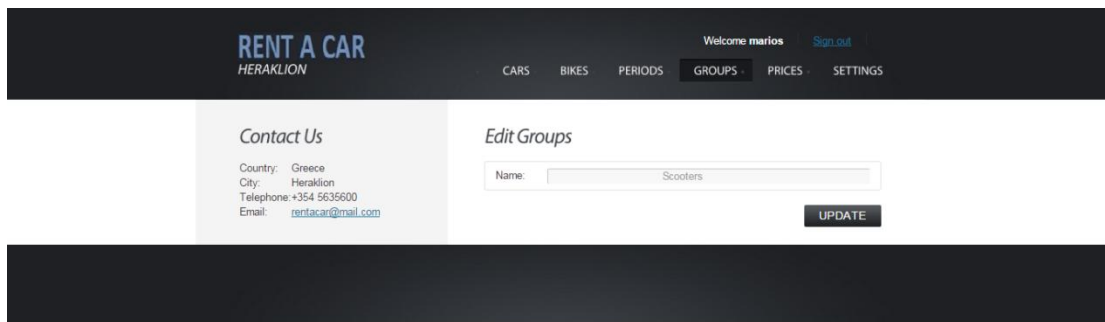 RENT A CAR
HERAKLION
Welcome marios Sign out
CARS BIKES PERIODS GROUPS PRICES SETTINGS
Contact Us
Country: Greece
City: Heraklion
Telephone:+354 5635600
Email: rentacar@mail.com
Edit Groups
Name: Scooters
UPDATE